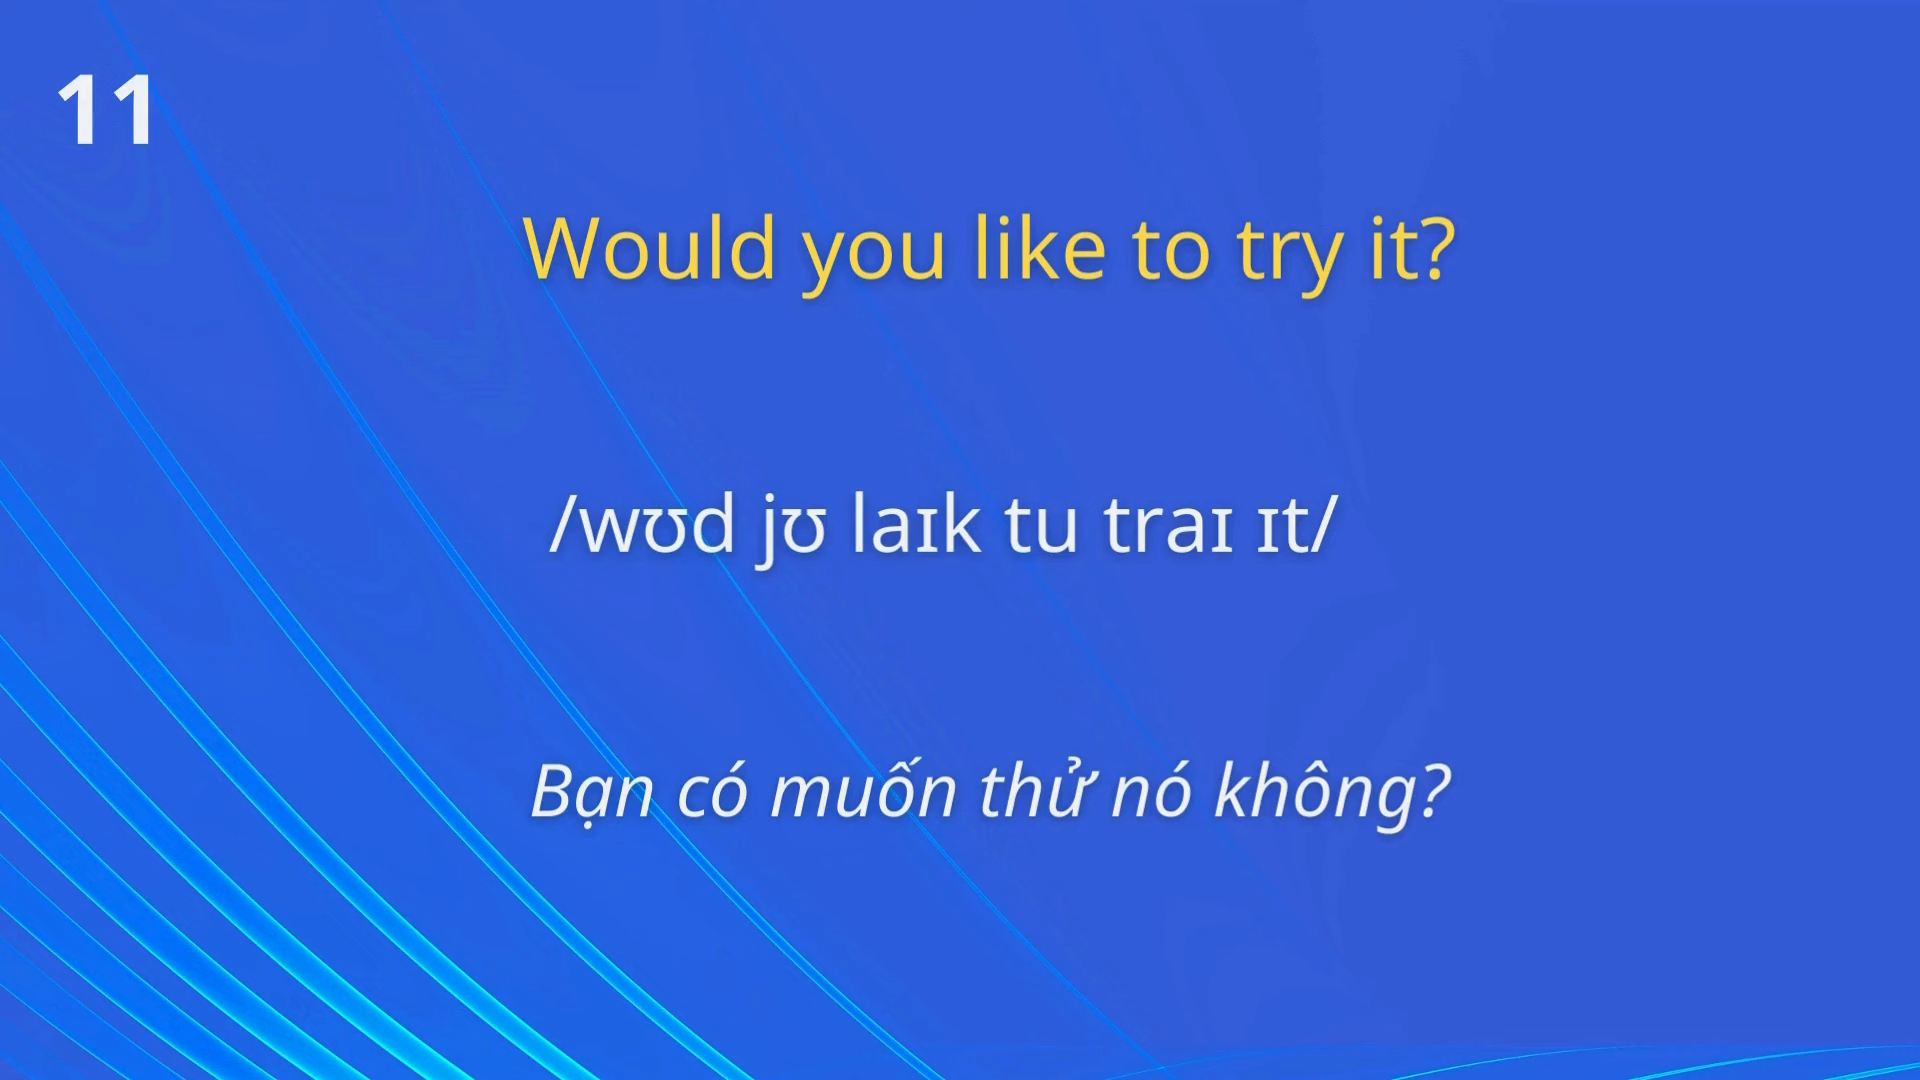 11
Would you like to try it?
/wʊd jʊ laɪk tu traɪ ɪt/
Bạn có muốn thử nó không?